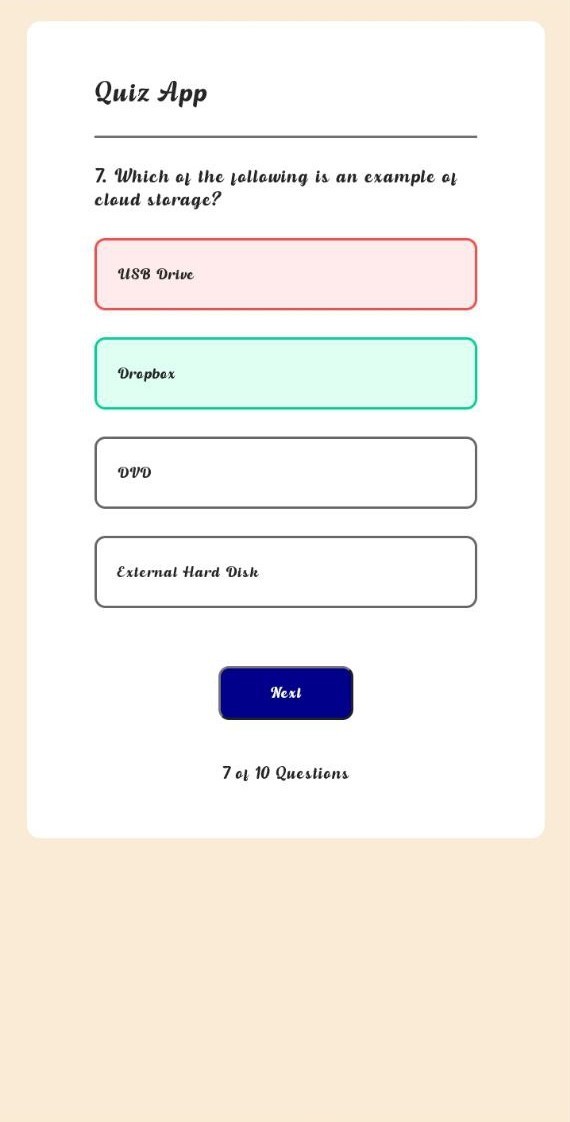 Quiz App
7. Which of the following is an example of
cloud storage?
USB Drive
Dropbox
DVD
External Hard Disk
Next
7 of 10 Questions